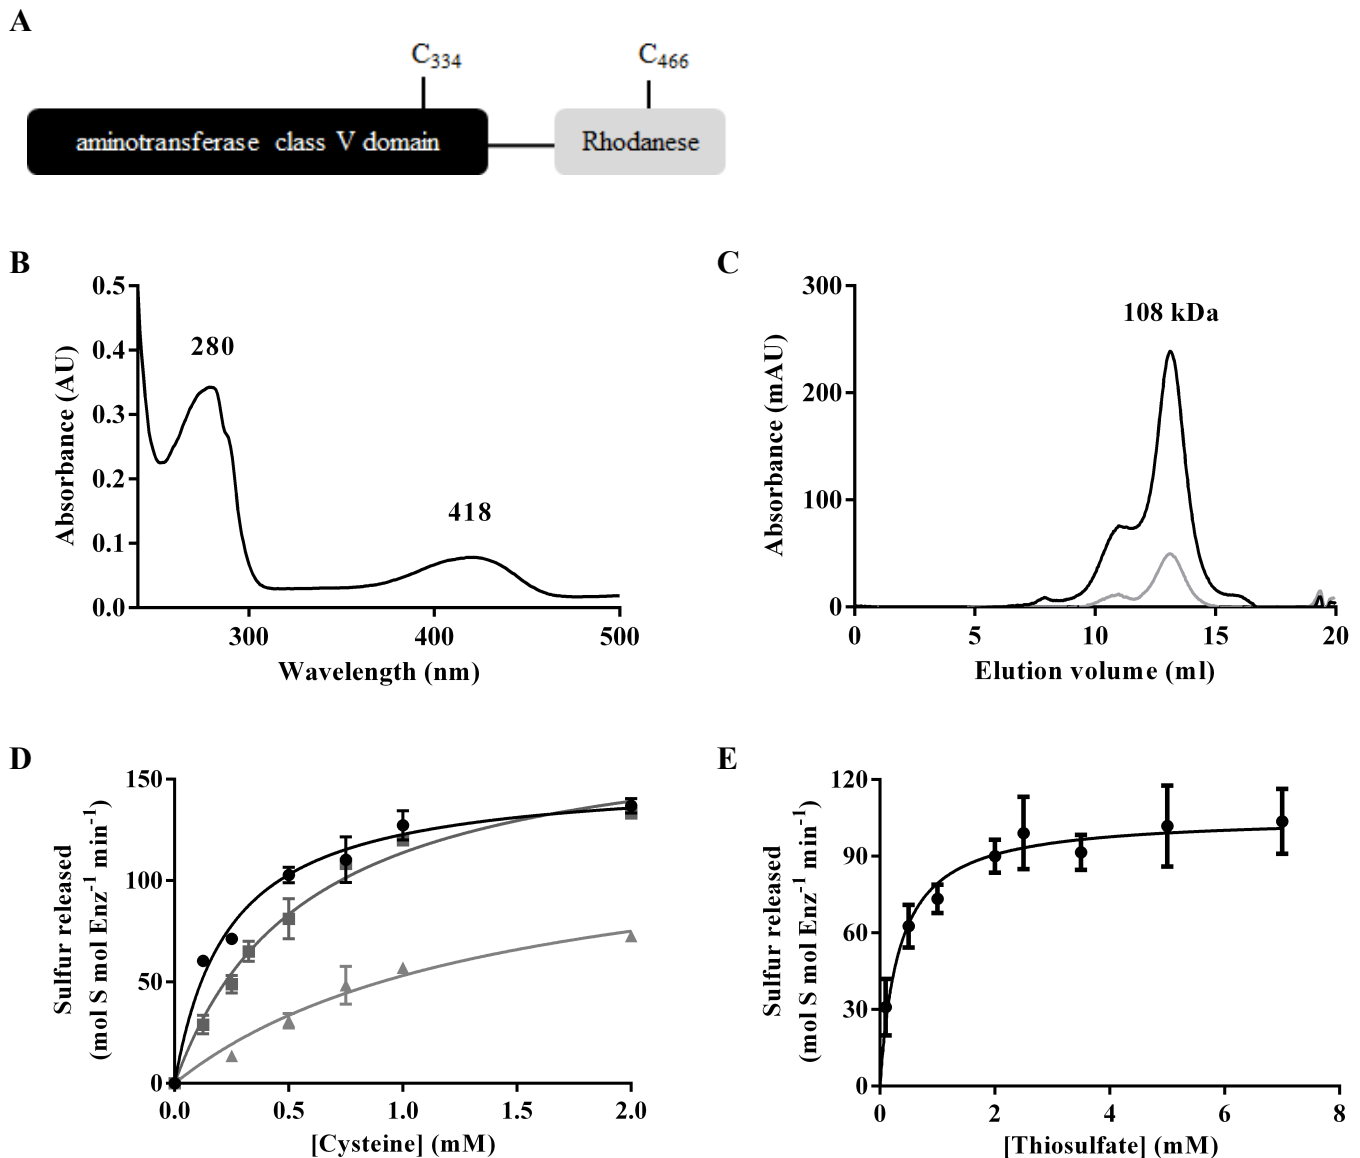 A
C334
C466
aminotransferase class V domain
Rhodanese
B
0.5
0.4
0.3
0.2
0.1
0.0
280
418
300
400
500
Absorbance (AU)
Wavelength (nm)
C
300
200
100
0
108 kDa
0
5
10
15
20
Absorbance (mAU)
Elution volume (ml)
D
150
100
50
0
0.0
0.5
1.0
1.5
2.0
Sulfur released
(mol S mol Enz-1 min-1)
[Cysteine] (mM)
E
120
90
60
30
0
0
2
4
6
8
Sulfur released
(mol S mol Enz-1 min-1)
[Thiosulfate] (mM)